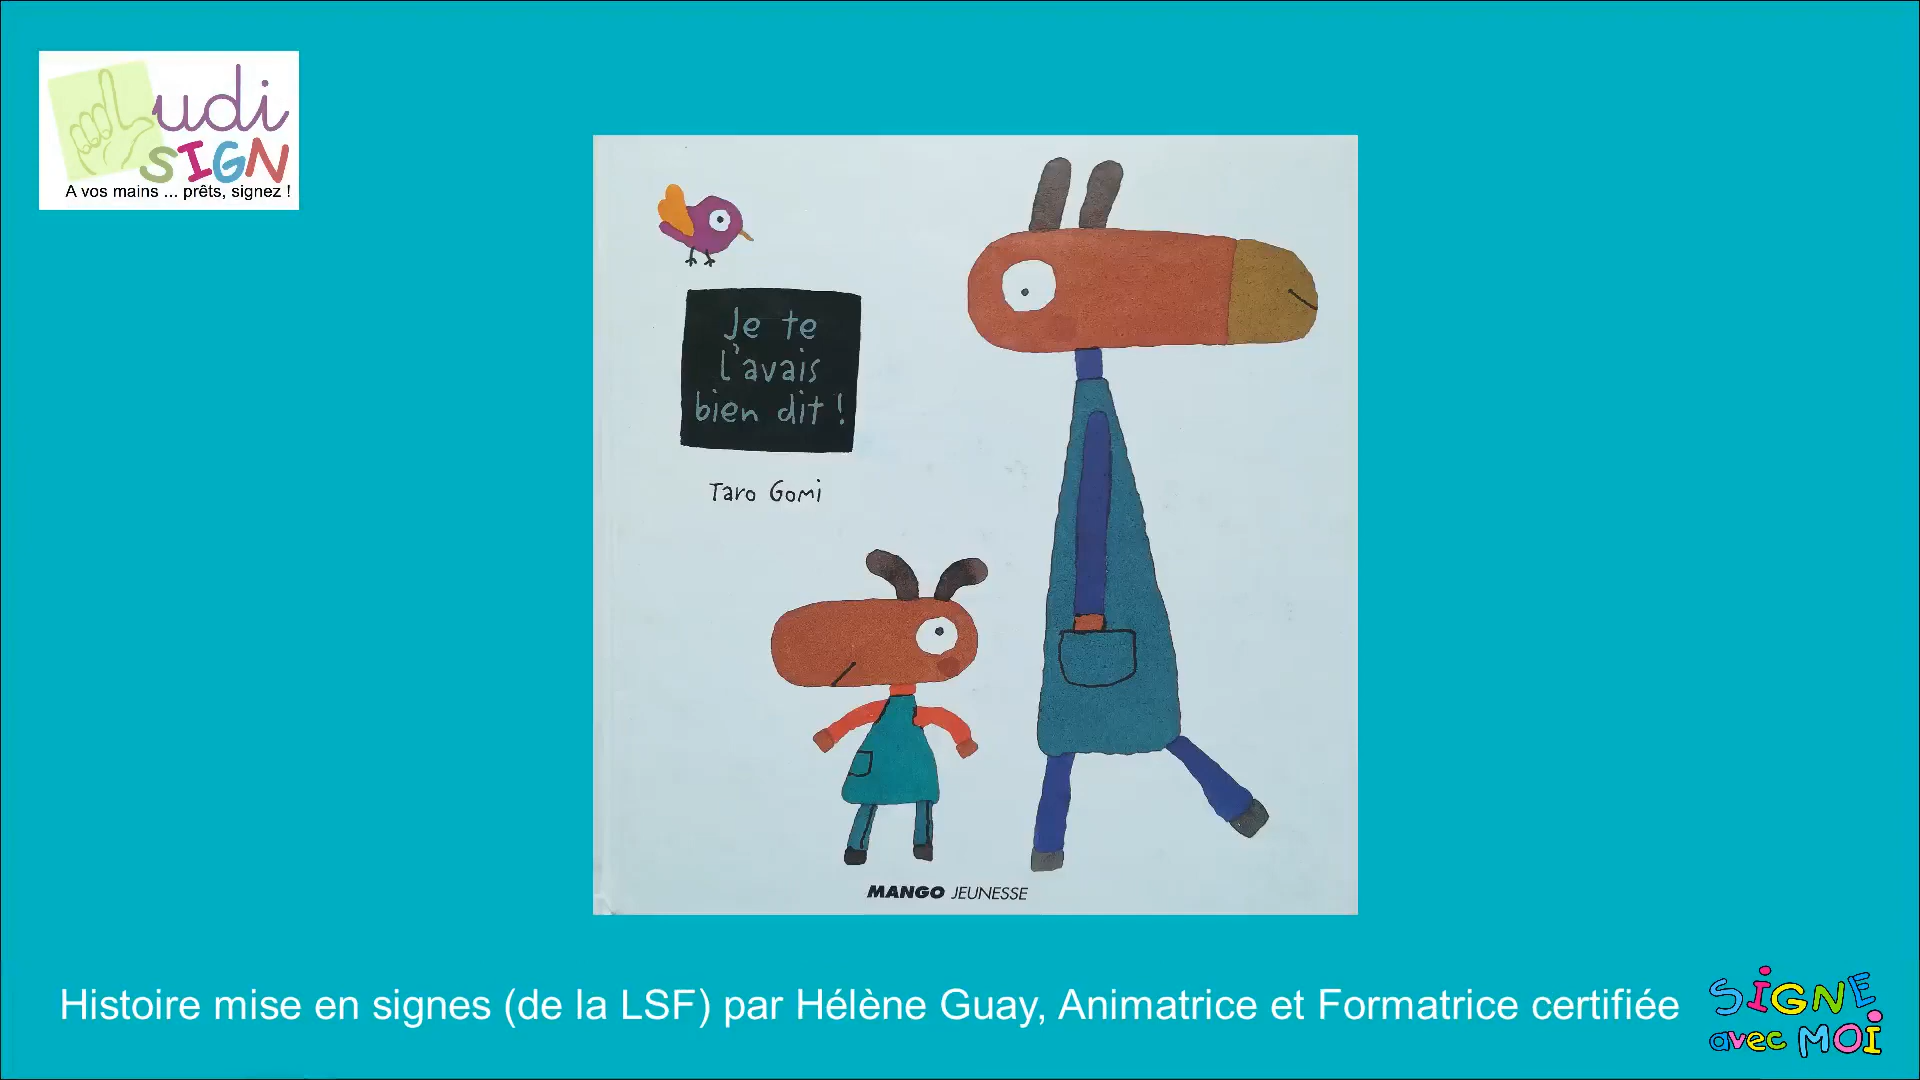 Ludi
SIGN
A vos mains ... prêts, signez !
Je te
l'avais
bien dit !
Taro Gomi
MANGO JEUNESSE
Histoire mise en signes (de la LSF) par Hélène Guay, Animatrice et Formatrice certifiée
SIGNE
avec MOI